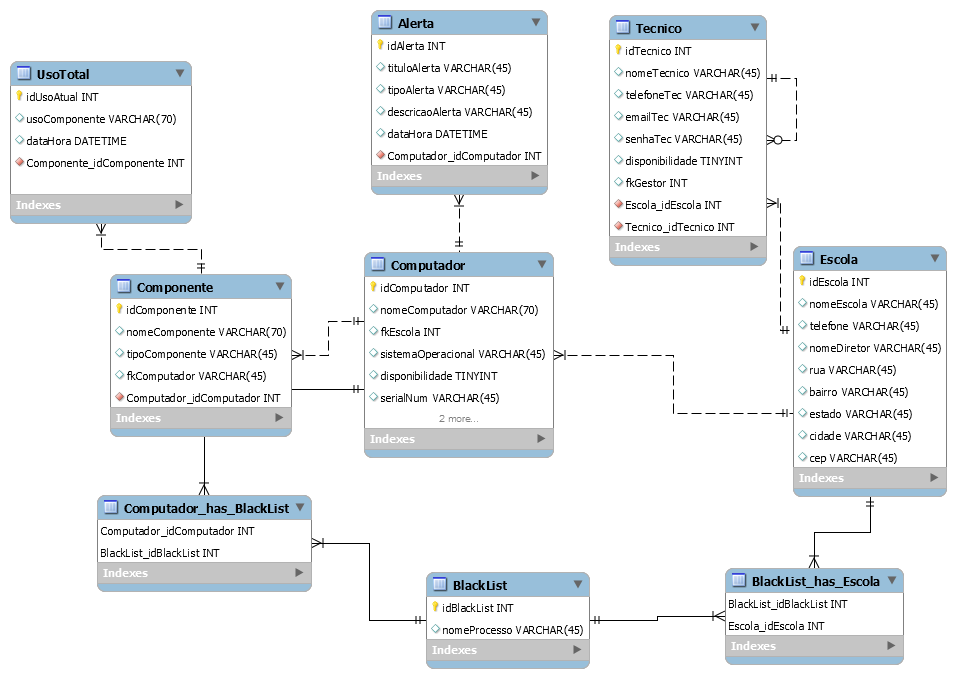 UsoTotal
idUsoAtual INT
usoComponente VARCHAR(70)
dataHora DATETIME
Componente_idComponente INT
Indexes
Alerta
idAlerta INT
tituloAlerta VARCHAR(45)
tipoAlerta VARCHAR(45)
descricaoAlerta VARCHAR(45)
dataHora DATETIME
Computador_idComputador INT
Indexes
Tecnico
idTecnico INT
nomeTecnico VARCHAR(45)
telefoneTec VARCHAR(45)
emailTec VARCHAR(45)
senhaTec VARCHAR(45)
disponibilidade TINYINT
fkGestor INT
Escola_idEscola INT
Tecnico_idTecnico INT
Indexes
Componente
idComponente INT
nomeComponente VARCHAR(70)
tipoComponente VARCHAR(45)
fkComputador VARCHAR(45)
Computador_idComputador INT
Indexes
Computador
idComputador INT
nomeComputador VARCHAR(70)
fkEscola INT
sistemaOperacional VARCHAR(45)
disponibilidade TINYINT
serialNum VARCHAR(45)
2 more...
Indexes
Escola
idEscola INT
nomeEscola VARCHAR(45)
telefone VARCHAR(45)
nomeDiretor VARCHAR(45)
rua VARCHAR(45)
bairro VARCHAR(45)
estado VARCHAR(45)
cidade VARCHAR(45)
cep VARCHAR(45)
Indexes
Computador_has_BlackList
Computador_idComputador INT
BlackList_idBlackList INT
Indexes
BlackList
idBlackList INT
nomeProcesso VARCHAR(45)
Indexes
BlackList_has_Escola
BlackList_idBlackList INT
Escola_idEscola INT
Indexes